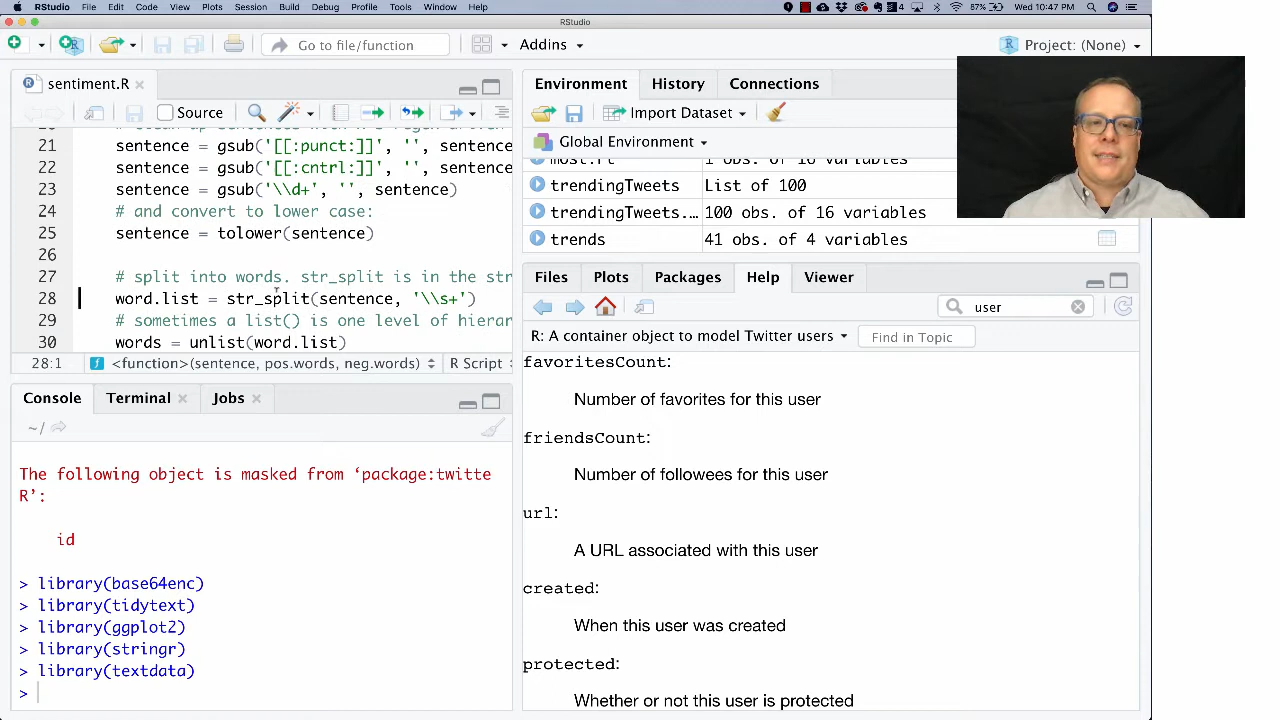 RStudio File Edit Code View Plots Session Build Debug Profile Tools Window Help 4 87% Wed 10:47 PM
RStudio
Go to file/function Addins Project: (None)
sentiment.R
Source
21 sentence = gsub('[[:punct:]]', '', sentence
22 sentence = gsub('[[:cntrl:]]', '', sentence
23 sentence = gsub('\\d+', '', sentence)
24 # and convert to lower case:
25 sentence = tolower(sentence)
26
27 # split into words. str_split is in the str
28 word.list = str_split(sentence, '\\s+')
29 # sometimes a list() is one level of hierar
30 words = unlist(word.list)
28:1 <function>(sentence, pos.words, neg.words) R Script
Console Terminal Jobs
~/
The following object is masked from ‘package:twitte
R’:
id
> library(base64enc)
> library(tidytext)
> library(ggplot2)
> library(stringr)
> library(textdata)
>
Environment History Connections
Import Dataset
Global Environment
most.rt 1 obs. of 16 variables
trendingTweets List of 100
trendingTweets.… 100 obs. of 16 variables
trends 41 obs. of 4 variables
Files Plots Packages Help Viewer
user
R: A container object to model Twitter users Find in Topic
favoritesCount:
Number of favorites for this user
friendsCount:
Number of followees for this user
url:
A URL associated with this user
created:
When this user was created
protected:
Whether or not this user is protected